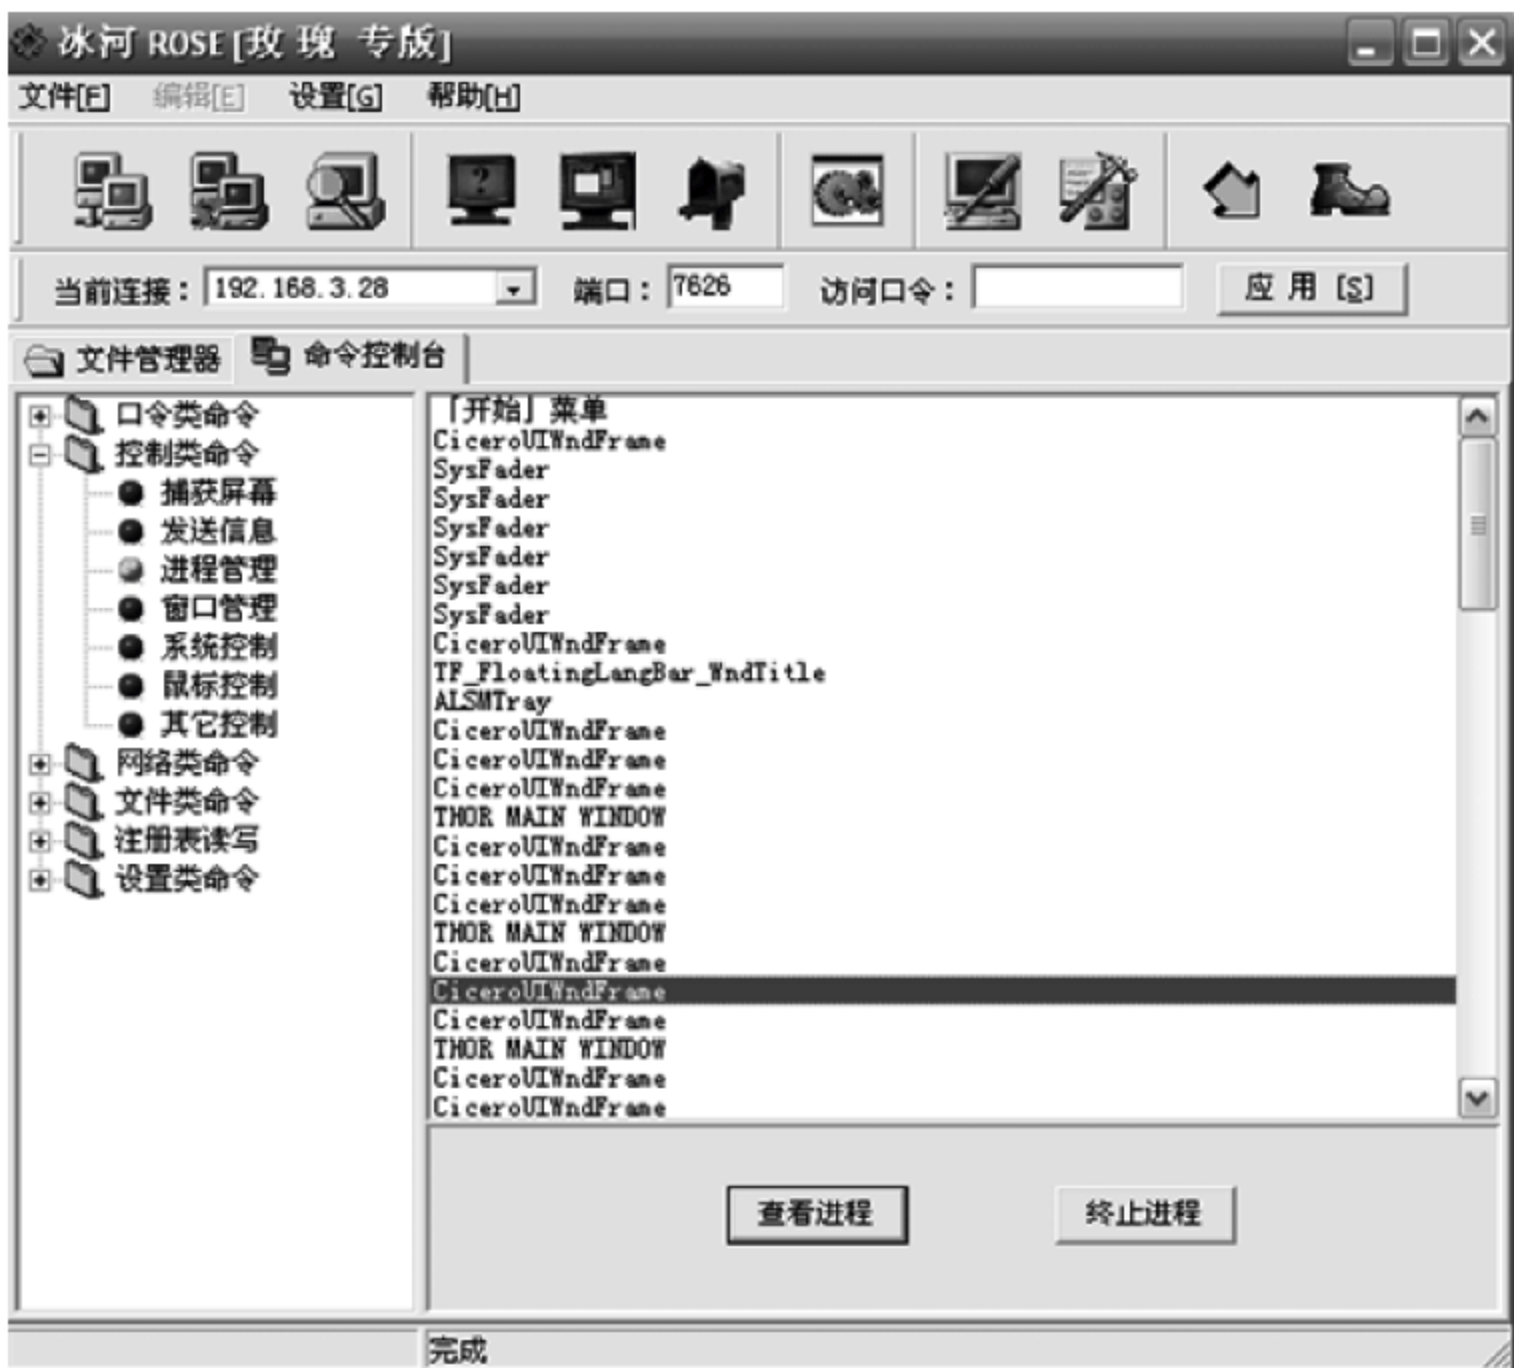 冰河 ROSE [玫 瑰 专版]
文件[F] 编辑[E] 设置[G] 帮助[H]
?
当前连接： 192.168.3.28 端口： 7626 访问口令： 应 用 [S]
文件管理器 命令控制台
口令类命令
控制类命令
捕获屏幕
发送信息
进程管理
窗口管理
系统控制
鼠标控制
其它控制
网络类命令
文件类命令
注册表读写
设置类命令
「开始」菜单
CiceroUIWndFrame
SysFader
SysFader
SysFader
SysFader
SysFader
SysFader
CiceroUIWndFrame
TF_FloatingLangBar_WndTitle
ALSMTray
CiceroUIWndFrame
CiceroUIWndFrame
CiceroUIWndFrame
THOR MAIN WINDOW
CiceroUIWndFrame
CiceroUIWndFrame
CiceroUIWndFrame
THOR MAIN WINDOW
CiceroUIWndFrame
CiceroUIWndFrame
CiceroUIWndFrame
THOR MAIN WINDOW
CiceroUIWndFrame
CiceroUIWndFrame
查看进程 终止进程
完成